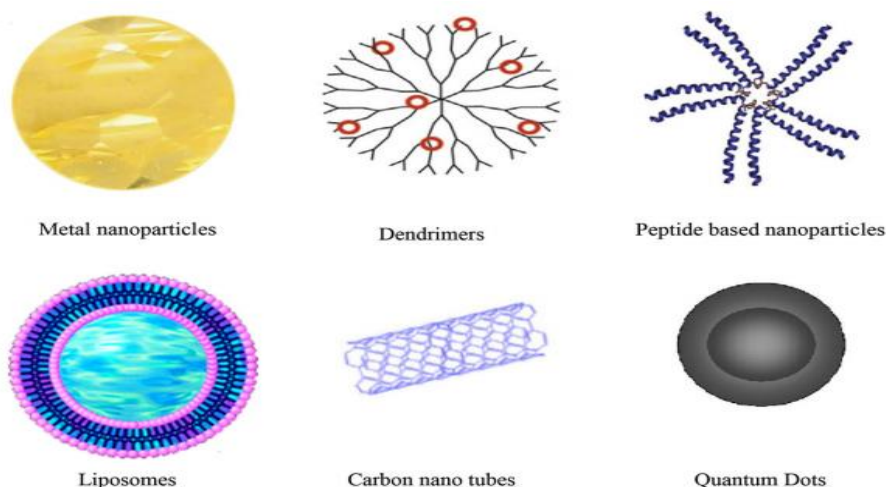 Metal nanoparticles
Dendrimers
Peptide based nanoparticles
Liposomes
Carbon nano tubes
Quantum Dots